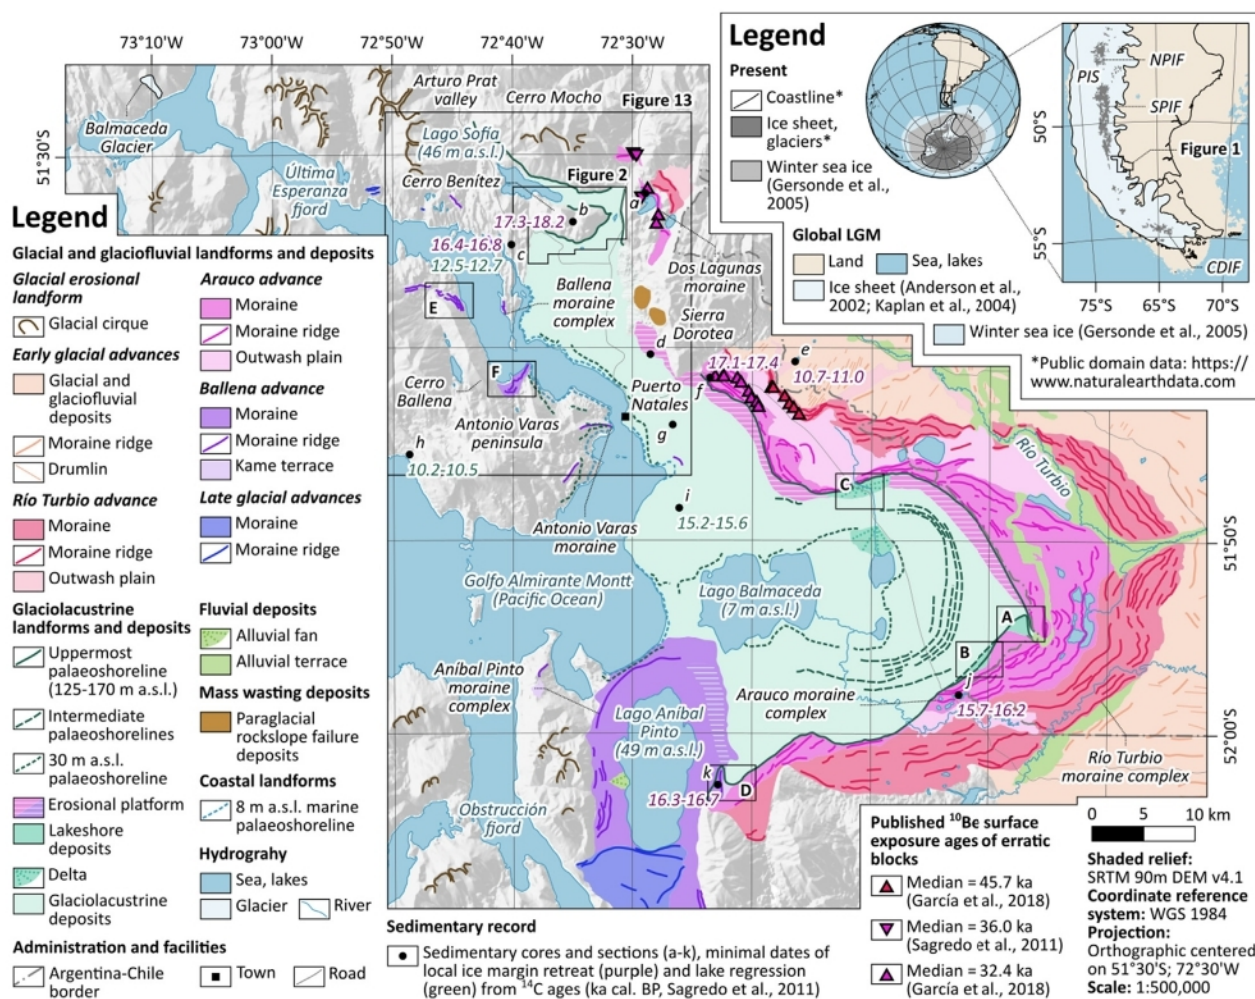 73°10'W
73°00'W
72°50'W
72°40'W
72°30'W
51°30'S
51°50'S
52°00'S
Arturo Prat
valley
Cerro Mocho
Figure 13
Balmaceda
Glacier
Lago Sofía
(46 m a.s.l.)
Última
Esperanza
fjord
Cerro Benítez
Figure 2
a
b
17.3-18.2
16.4-16.8
12.5-12.7
c
Dos Lagunas
moraine
Ballena
moraine
complex
Sierra
Dorotea
E
d
e
17.1-17.4
10.7-11.0
f
F
Cerro
Ballena
Puerto
Natales
Antonio Varas
peninsula
g
h
10.2-10.5
Río Turbio
C
i
15.2-15.6
Antonio Varas
moraine
Golfo Almirante Montt
(Pacific Ocean)
Lago Balmaceda
(7 m a.s.l.)
A
B
j
15.7-16.2
Aníbal Pinto
moraine
complex
Arauco moraine
complex
Lago Aníbal
Pinto
(49 m a.s.l.)
Río Turbio
moraine complex
k
D
16.3-16.7
Obstrucción
fjord
Legend
Glacial and glaciofluvial landforms and deposits
Glacial erosional
landform
Glacial cirque
Early glacial advances
Glacial and
glaciofluvial
deposits
Moraine ridge
Drumlin
Río Turbio advance
Moraine
Moraine ridge
Outwash plain
Glaciolacustrine
landforms and deposits
Uppermost
palaeoshoreline
(125-170 m a.s.l.)
Intermediate
palaeoshorelines
30 m a.s.l.
palaeoshoreline
Erosional platform
Lakeshore
deposits
Delta
Glaciolacustrine
deposits
Arauco advance
Moraine
Moraine ridge
Outwash plain
Ballena advance
Moraine
Moraine ridge
Kame terrace
Late glacial advances
Moraine
Moraine ridge
Fluvial deposits
Alluvial fan
Alluvial terrace
Mass wasting deposits
Paraglacial
rockslope failure
deposits
Coastal landforms
8 m a.s.l. marine
palaeoshoreline
Hydrograhy
Sea, lakes
Glacier
River
Administration and facilities
Argentina-Chile
border
Town
Road
Sedimentary record
Sedimentary cores and sections (a-k), minimal dates of
local ice margin retreat (purple) and lake regression
(green) from 14C ages (ka cal. BP, Sagredo et al., 2011)
Published 10Be surface
exposure ages of erratic
blocks
Median = 45.7 ka
(García et al., 2018)
Median = 36.0 ka
(Sagredo et al., 2011)
Median = 32.4 ka
(García et al., 2018)
0 5 10 km
Shaded relief:
SRTM 90m DEM v4.1
Coordinate reference
system: WGS 1984
Projection:
Orthographic centered
on 51°30'S; 72°30'W
Scale: 1:500,000
Legend
Present
Coastline*
Ice sheet,
glaciers*
Winter sea ice
(Gersonde et al.,
2005)
Global LGM
Land
Sea, lakes
Ice sheet (Anderson et al.,
2002; Kaplan et al., 2004)
Winter sea ice (Gersonde et al., 2005)
*Public domain data: https://
www.naturalearthdata.com
PIS
NPIF
SPIF
Figure 1
CDIF
50°S
55°S
75°W
65°W
70°W